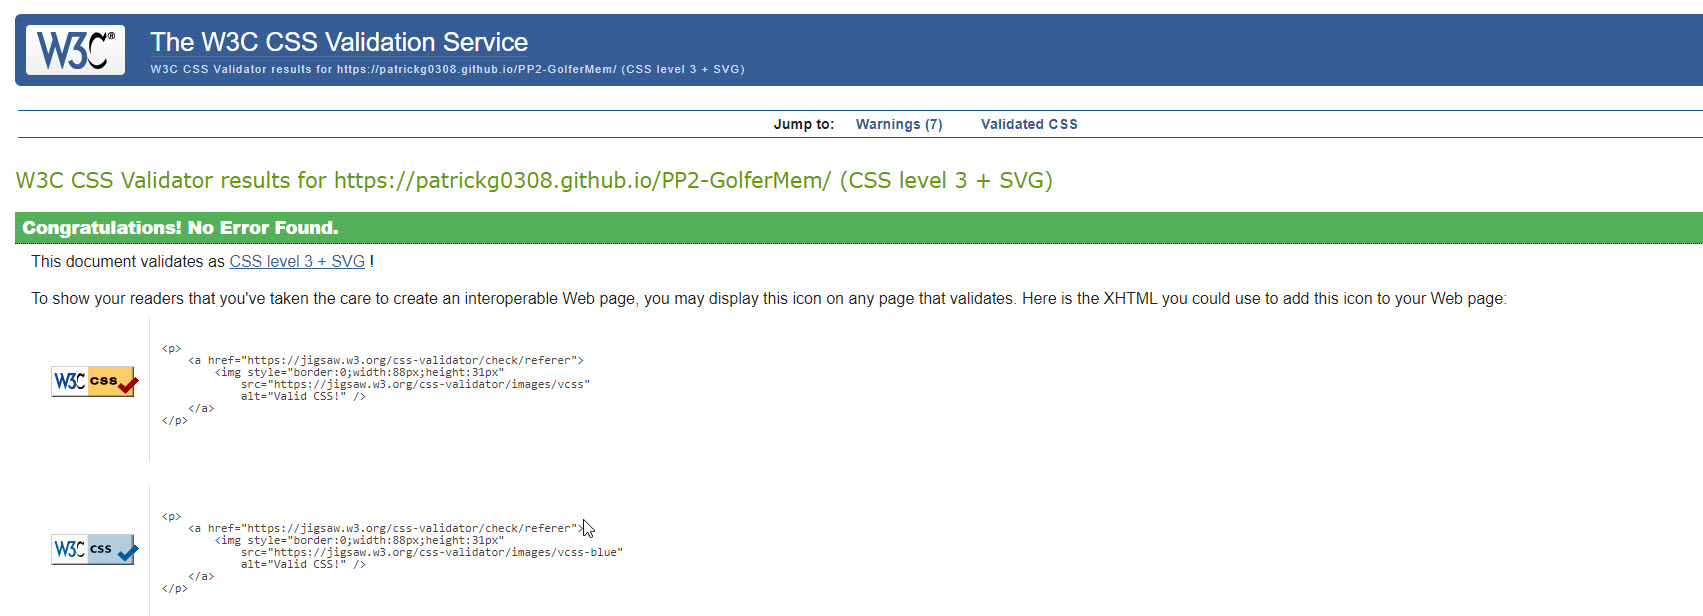 W3C®
The W3C CSS Validation Service
W3C CSS Validator results for https://patrickg0308.github.io/PP2-GolferMem/ (CSS level 3 + SVG)
Jump to: Warnings (7) Validated CSS
W3C CSS Validator results for https://patrickg0308.github.io/PP2-GolferMem/ (CSS level 3 + SVG)
Congratulations! No Error Found.
This document validates as CSS level 3 + SVG !
To show your readers that you've taken the care to create an interoperable Web page, you may display this icon on any page that validates. Here is the XHTML you could use to add this icon to your Web page:
W3C css
<p>
<a href="https://jigsaw.w3.org/css-validator/check/referer">
<img style="border:0;width:88px;height:31px"
src="https://jigsaw.w3.org/css-validator/images/vcss"
alt="Valid CSS!" />
</a>
</p>
W3C css
<p>
<a href="https://jigsaw.w3.org/css-validator/check/referer">
<img style="border:0;width:88px;height:31px"
src="https://jigsaw.w3.org/css-validator/images/vcss-blue"
alt="Valid CSS!" />
</a>
</p>